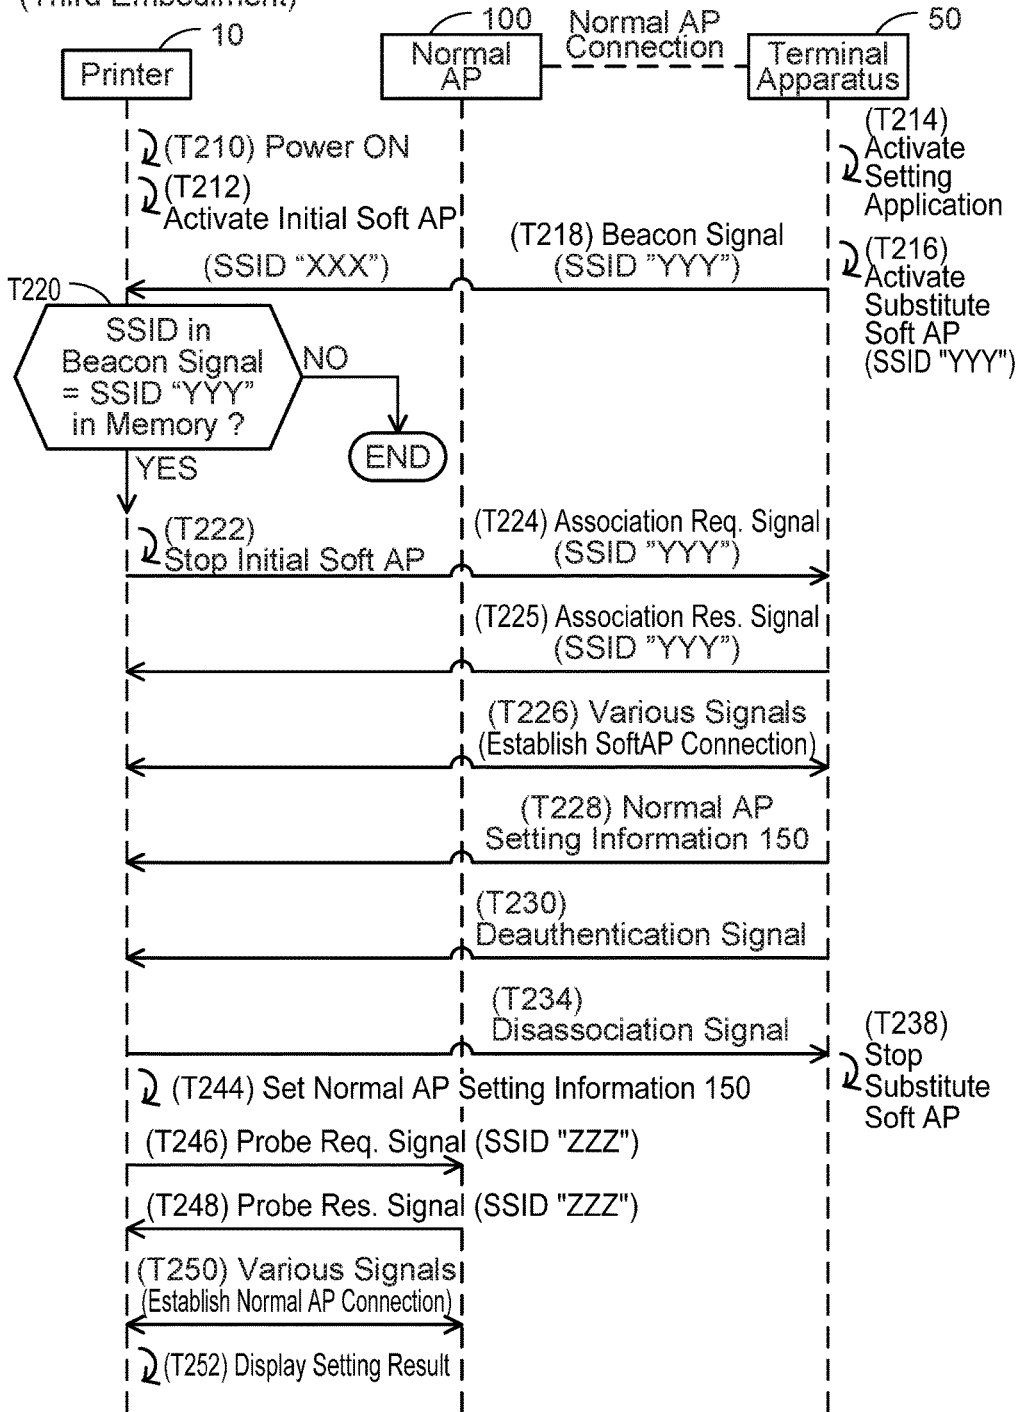 (Third Embodiment)
10
100
Normal AP
Connection
50
Printer
Normal
AP
Terminal
Apparatus
(T210) Power ON
(T214)
Activate
Setting
Application
(T212)
Activate Initial Soft AP
(SSID “XXX”)
(T218) Beacon Signal
(SSID ”YYY”)
(T216)
Activate
Substitute
Soft AP
(SSID "YYY")
T220
SSID in
Beacon Signal
= SSID “YYY”
in Memory ?
NO
END
YES
(T222)
Stop Initial Soft AP
(T224) Association Req. Signal
(SSID ”YYY”)
(T225) Association Res. Signal
(SSID ”YYY”)
(T226) Various Signals
(Establish SoftAP Connection)
(T228) Normal AP
Setting Information 150
(T230)
Deauthentication Signal
(T234)
Disassociation Signal
(T238)
Stop
Substitute
Soft AP
(T244) Set Normal AP Setting Information 150
(T246) Probe Req. Signal (SSID "ZZZ")
(T248) Probe Res. Signal (SSID "ZZZ")
(T250) Various Signals
(Establish Normal AP Connection)
(T252) Display Setting Result